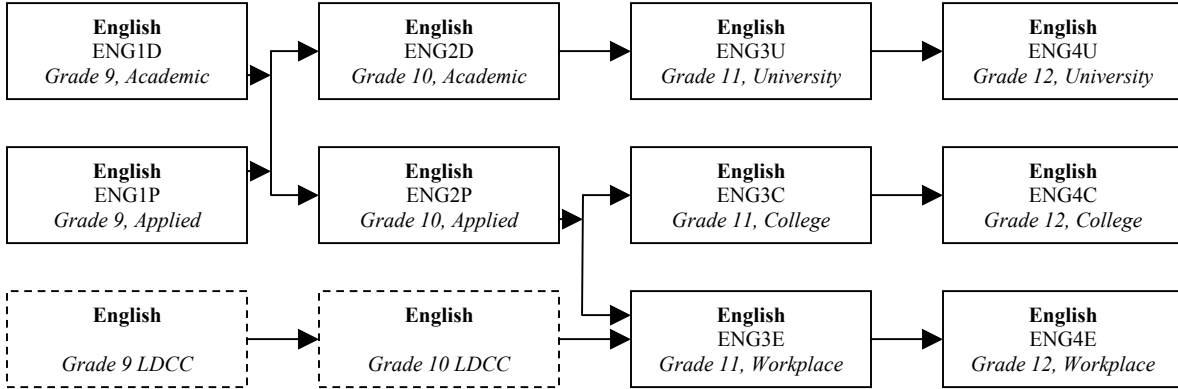 English
ENG1D
Grade 9, Academic
English
ENG2D
Grade 10, Academic
English
ENG3U
Grade 11, University
English
ENG4U
Grade 12, University
English
ENG1P
Grade 9, Applied
English
ENG2P
Grade 10, Applied
English
ENG3C
Grade 11, College
English
ENG4C
Grade 12, College
English
Grade 9 LDCC
English
Grade 10 LDCC
English
ENG3E
Grade 11, Workplace
English
ENG4E
Grade 12, Workplace